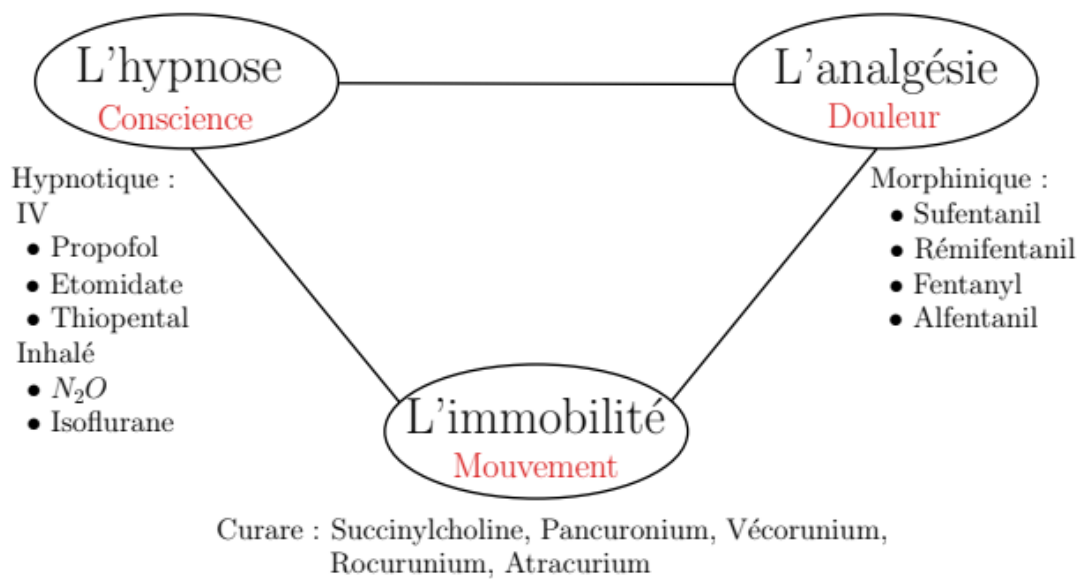 L'hypnose
Conscience
L'analgésie
Douleur
Hypnotique :
IV
• Propofol
• Etomidate
• Thiopental
Inhalé
• N₂O
• Isoflurane
Morphinique :
• Sufentanil
• Rémifentanil
• Fentanyl
• Alfentanil
L'immobilité
Mouvement
Curare : Succinylcholine, Pancuronium, Vécorunium,
Rocurunium, Atracurium